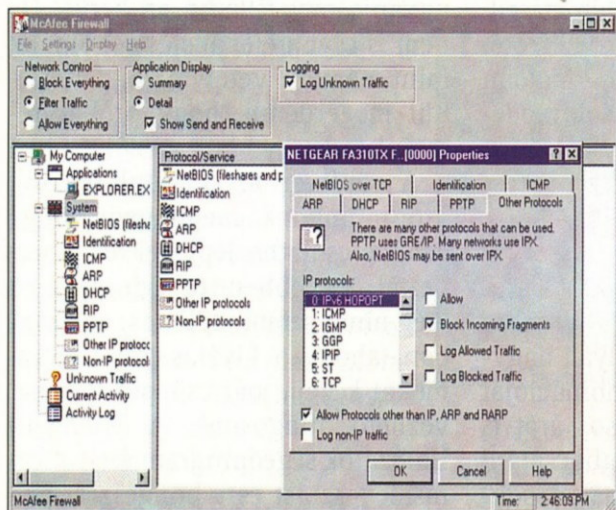 McAfee Firewall
File Settings Display Help
Network Control
Block Everything
Filter Traffic
Allow Everything
Application Display
Summary
Detail
Show Send and Receive
Logging
Log Unknown Traffic
My Computer
Applications
EXPLORER.EX
System
NetBIOS (filesha
Identification
ICMP
ARP
DHCP
RIP
PPTP
Other IP protoc
Non-IP protocol
Unknown Traffic
Current Activity
Activity Log
Protocol/Service
NetBIOS (fileshares and p
Identification
ICMP
ARP
DHCP
RIP
PPTP
Other IP protocols
Non-IP protocols
NETGEAR FA310TX F...[0000] Properties
NetBIOS over TCP Identification ICMP
ARP DHCP RIP PPTP Other Protocols
There are many other protocols that can be used.
PPTP uses GRE/IP. Many networks use IPX.
Also, NetBIOS may be sent over IPX.
IP protocols:
0: IPv6 HOPOPT
1: ICMP
2: IGMP
3: GGP
4: IPIP
5: ST
6: TCP
Allow
Block Incoming Fragments
Log Allowed Traffic
Log Blocked Traffic
Allow Protocols other than IP, ARP and RARP
Log non-IP traffic
OK Cancel Help
McAfee Firewall
Time: 2:46:09 PM